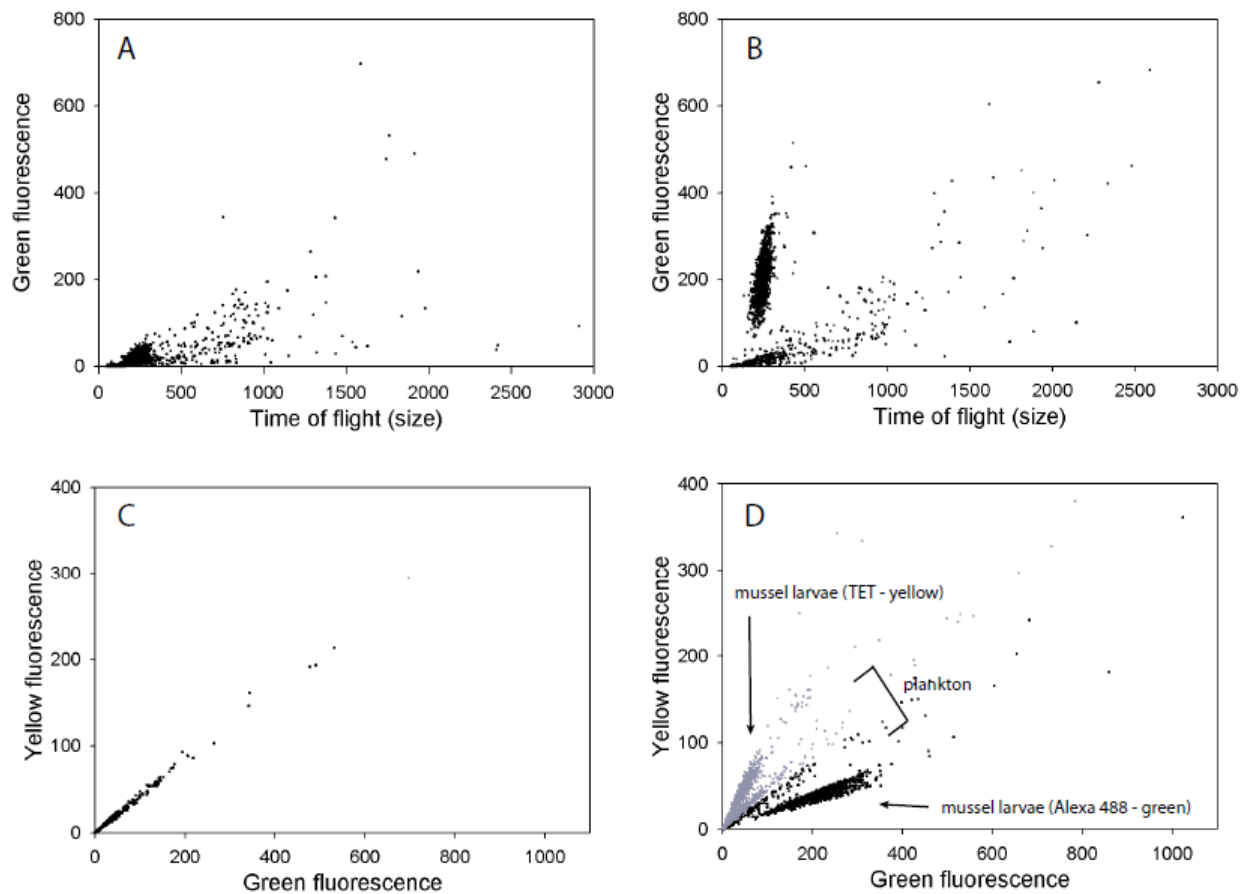 A
Green fluorescence
800
600
400
200
0
0 500 1000 1500 2000 2500 3000
Time of flight (size)
B
Green fluorescence
800
600
400
200
0
0 500 1000 1500 2000 2500 3000
Time of flight (size)
C
Yellow fluorescence
400
300
200
100
0
0 200 400 600 800 1000
Green fluorescence
D
Yellow fluorescence
400
300
200
100
0
mussel larvae (TET - yellow)
plankton
mussel larvae (Alexa 488 - green)
0 200 400 600 800 1000
Green fluorescence